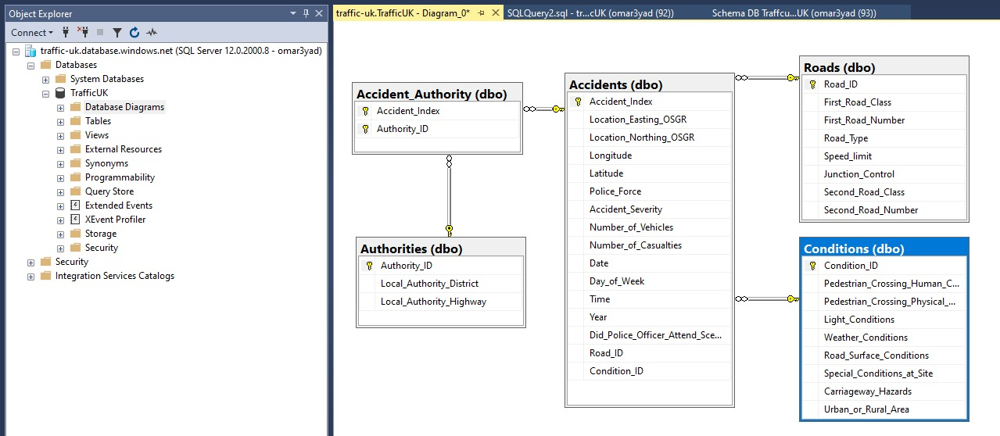 Object Explorer
Connect
traffic-uk.database.windows.net (SQL Server 12.0.2000.8 - omar3yad)
Databases
System Databases
TrafficUK
Database Diagrams
Tables
Views
External Resources
Synonyms
Programmability
Query Store
Extended Events
XEvent Profiler
Storage
Security
Security
Integration Services Catalogs
traffic-uk.TrafficUK - Diagram_0*
SQLQuery2.sql - tr...cUK (omar3yad (92))
Schema DB Traffcu...UK (omar3yad (93))
Accident_Authority (dbo)
Accident_Index
Authority_ID
Authorities (dbo)
Authority_ID
Local_Authority_District
Local_Authority_Highway
Accidents (dbo)
Accident_Index
Location_Easting_OSGR
Location_Northing_OSGR
Longitude
Latitude
Police_Force
Accident_Severity
Number_of_Vehicles
Number_of_Casualties
Date
Day_of_Week
Time
Year
Did_Police_Officer_Attend_Sce...
Road_ID
Condition_ID
Roads (dbo)
Road_ID
First_Road_Class
First_Road_Number
Road_Type
Speed_limit
Junction_Control
Second_Road_Class
Second_Road_Number
Conditions (dbo)
Condition_ID
Pedestrian_Crossing_Human_C...
Pedestrian_Crossing_Physical_...
Light_Conditions
Weather_Conditions
Road_Surface_Conditions
Special_Conditions_at_Site
Carriageway_Hazards
Urban_or_Rural_Area